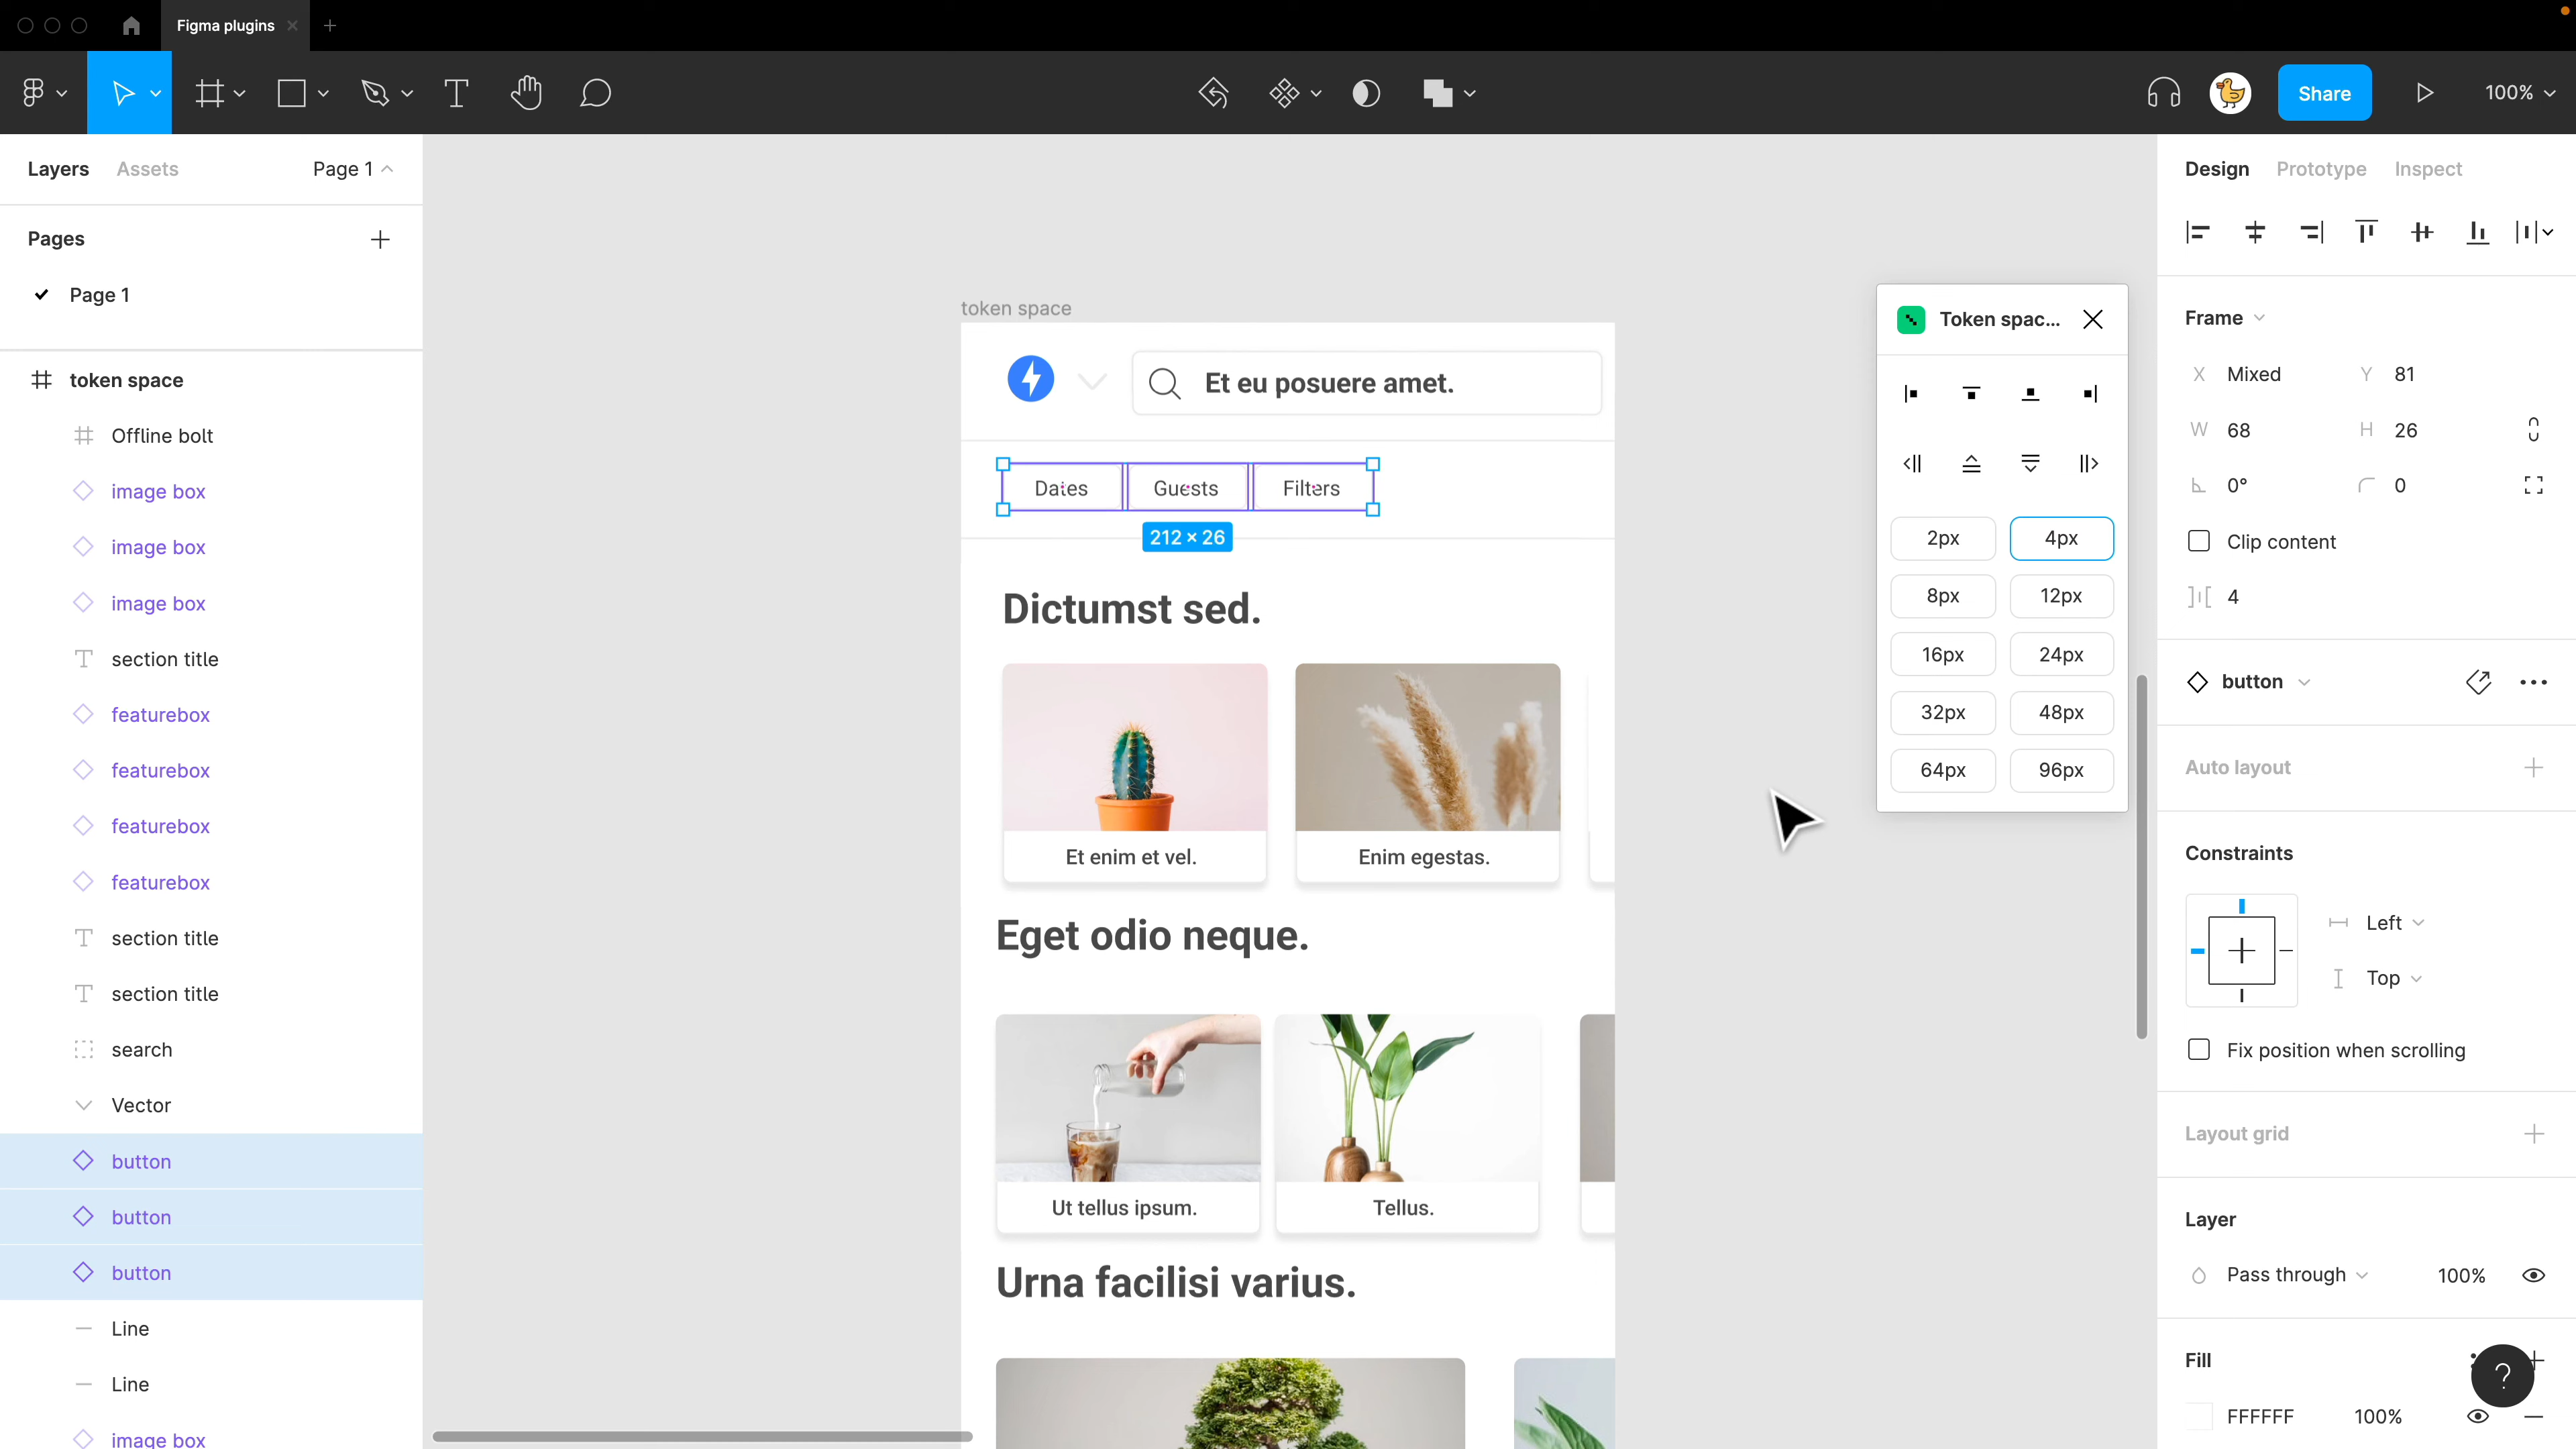 Figma plugins
Share
100%
Layers
Assets
Page 1
Pages
Page 1
token space
Offline bolt
image box
image box
image box
section title
featurebox
featurebox
featurebox
featurebox
section title
section title
search
Vector
button
button
button
Line
Line
image box
token space
Et eu posuere amet.
Dates
Guests
Filters
212 × 26
Dictumst sed.
Et enim et vel.
Enim egestas.
Eget odio neque.
Ut tellus ipsum.
Tellus.
Urna facilisi varius.
Token spac...
2px
4px
8px
12px
16px
24px
32px
48px
64px
96px
Design
Prototype
Inspect
Frame
X Mixed Y 81
W 68 H 26
0° 0
Clip content
4
button
Auto layout
Constraints
Left
Top
Fix position when scrolling
Layout grid
Layer
Pass through 100%
Fill
?
FFFFFF 100%